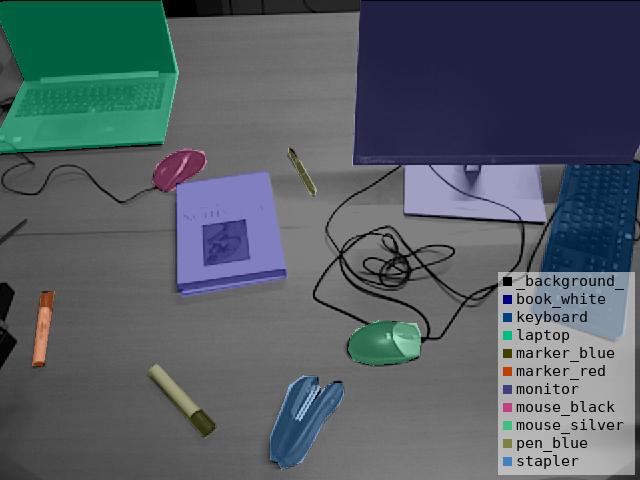 _background_
book_white
keyboard
laptop
marker_blue
marker_red
monitor
mouse_black
mouse_silver
pen_blue
stapler